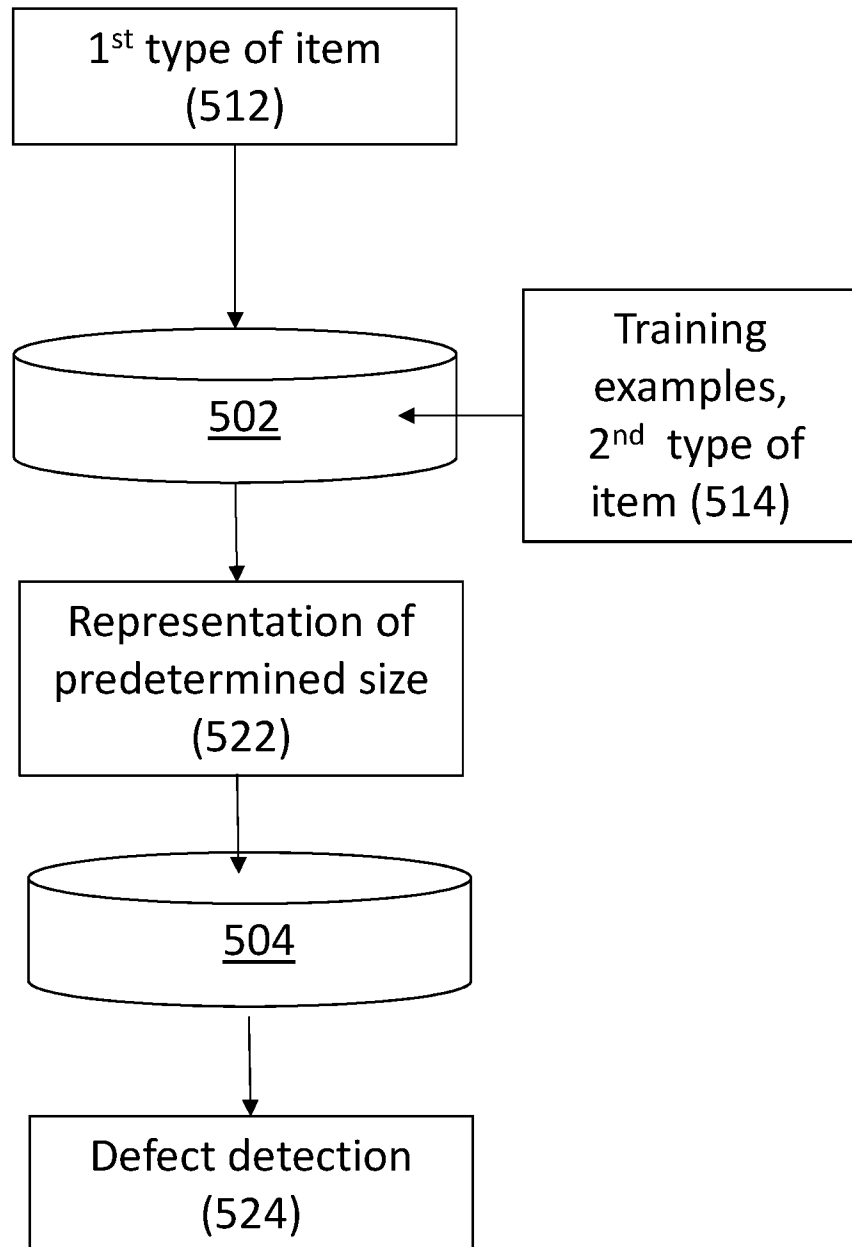 1st type of item
(512)
502
Training
examples,
2nd type of
item (514)
Representation of
predetermined size
(522)
504
Defect detection
(524)